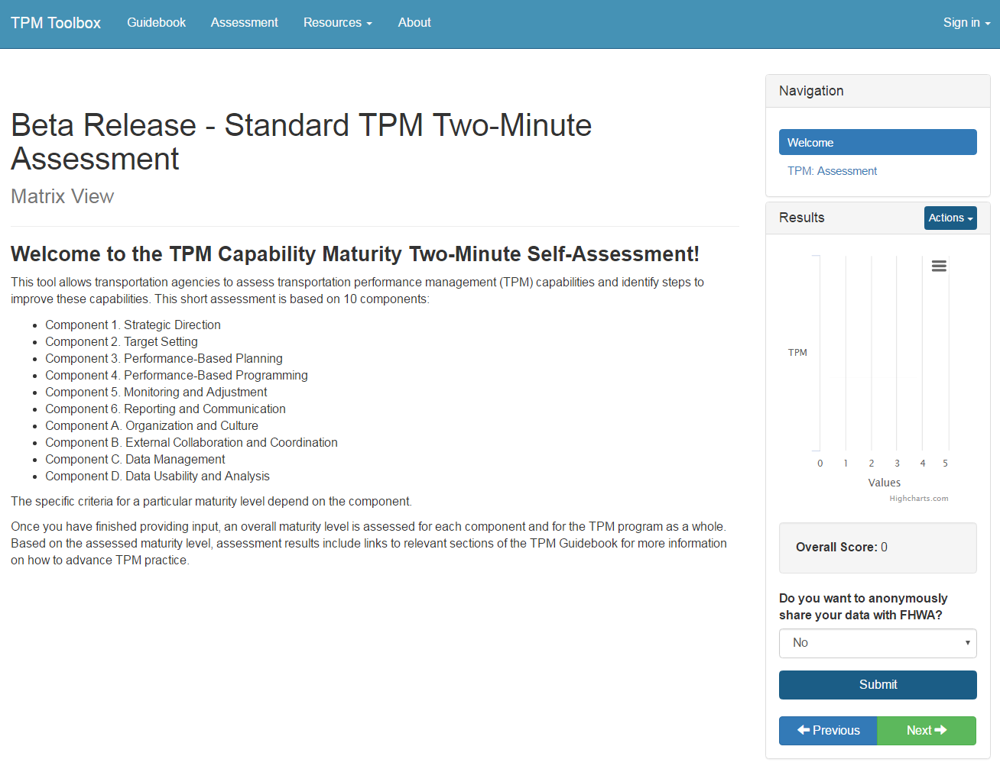 TPM Toolbox Guidebook Assessment Resources About Sign in
Beta Release - Standard TPM Two-Minute
Assessment
Matrix View
Welcome to the TPM Capability Maturity Two-Minute Self-Assessment!
This tool allows transportation agencies to assess transportation performance management (TPM) capabilities and identify steps to
improve these capabilities. This short assessment is based on 10 components:
Component 1. Strategic Direction
Component 2. Target Setting
Component 3. Performance-Based Planning
Component 4. Performance-Based Programming
Component 5. Monitoring and Adjustment
Component 6. Reporting and Communication
Component A. Organization and Culture
Component B. External Collaboration and Coordination
Component C. Data Management
Component D. Data Usability and Analysis
The specific criteria for a particular maturity level depend on the component.
Once you have finished providing input, an overall maturity level is assessed for each component and for the TPM program as a whole.
Based on the assessed maturity level, assessment results include links to relevant sections of the TPM Guidebook for more information
on how to advance TPM practice.
Navigation
Welcome
TPM: Assessment
Results Actions
TPM
0 1 2 3 4 5
Values
Highcharts.com
Overall Score: 0
Do you want to anonymously
share your data with FHWA?
No
Submit
Previous Next